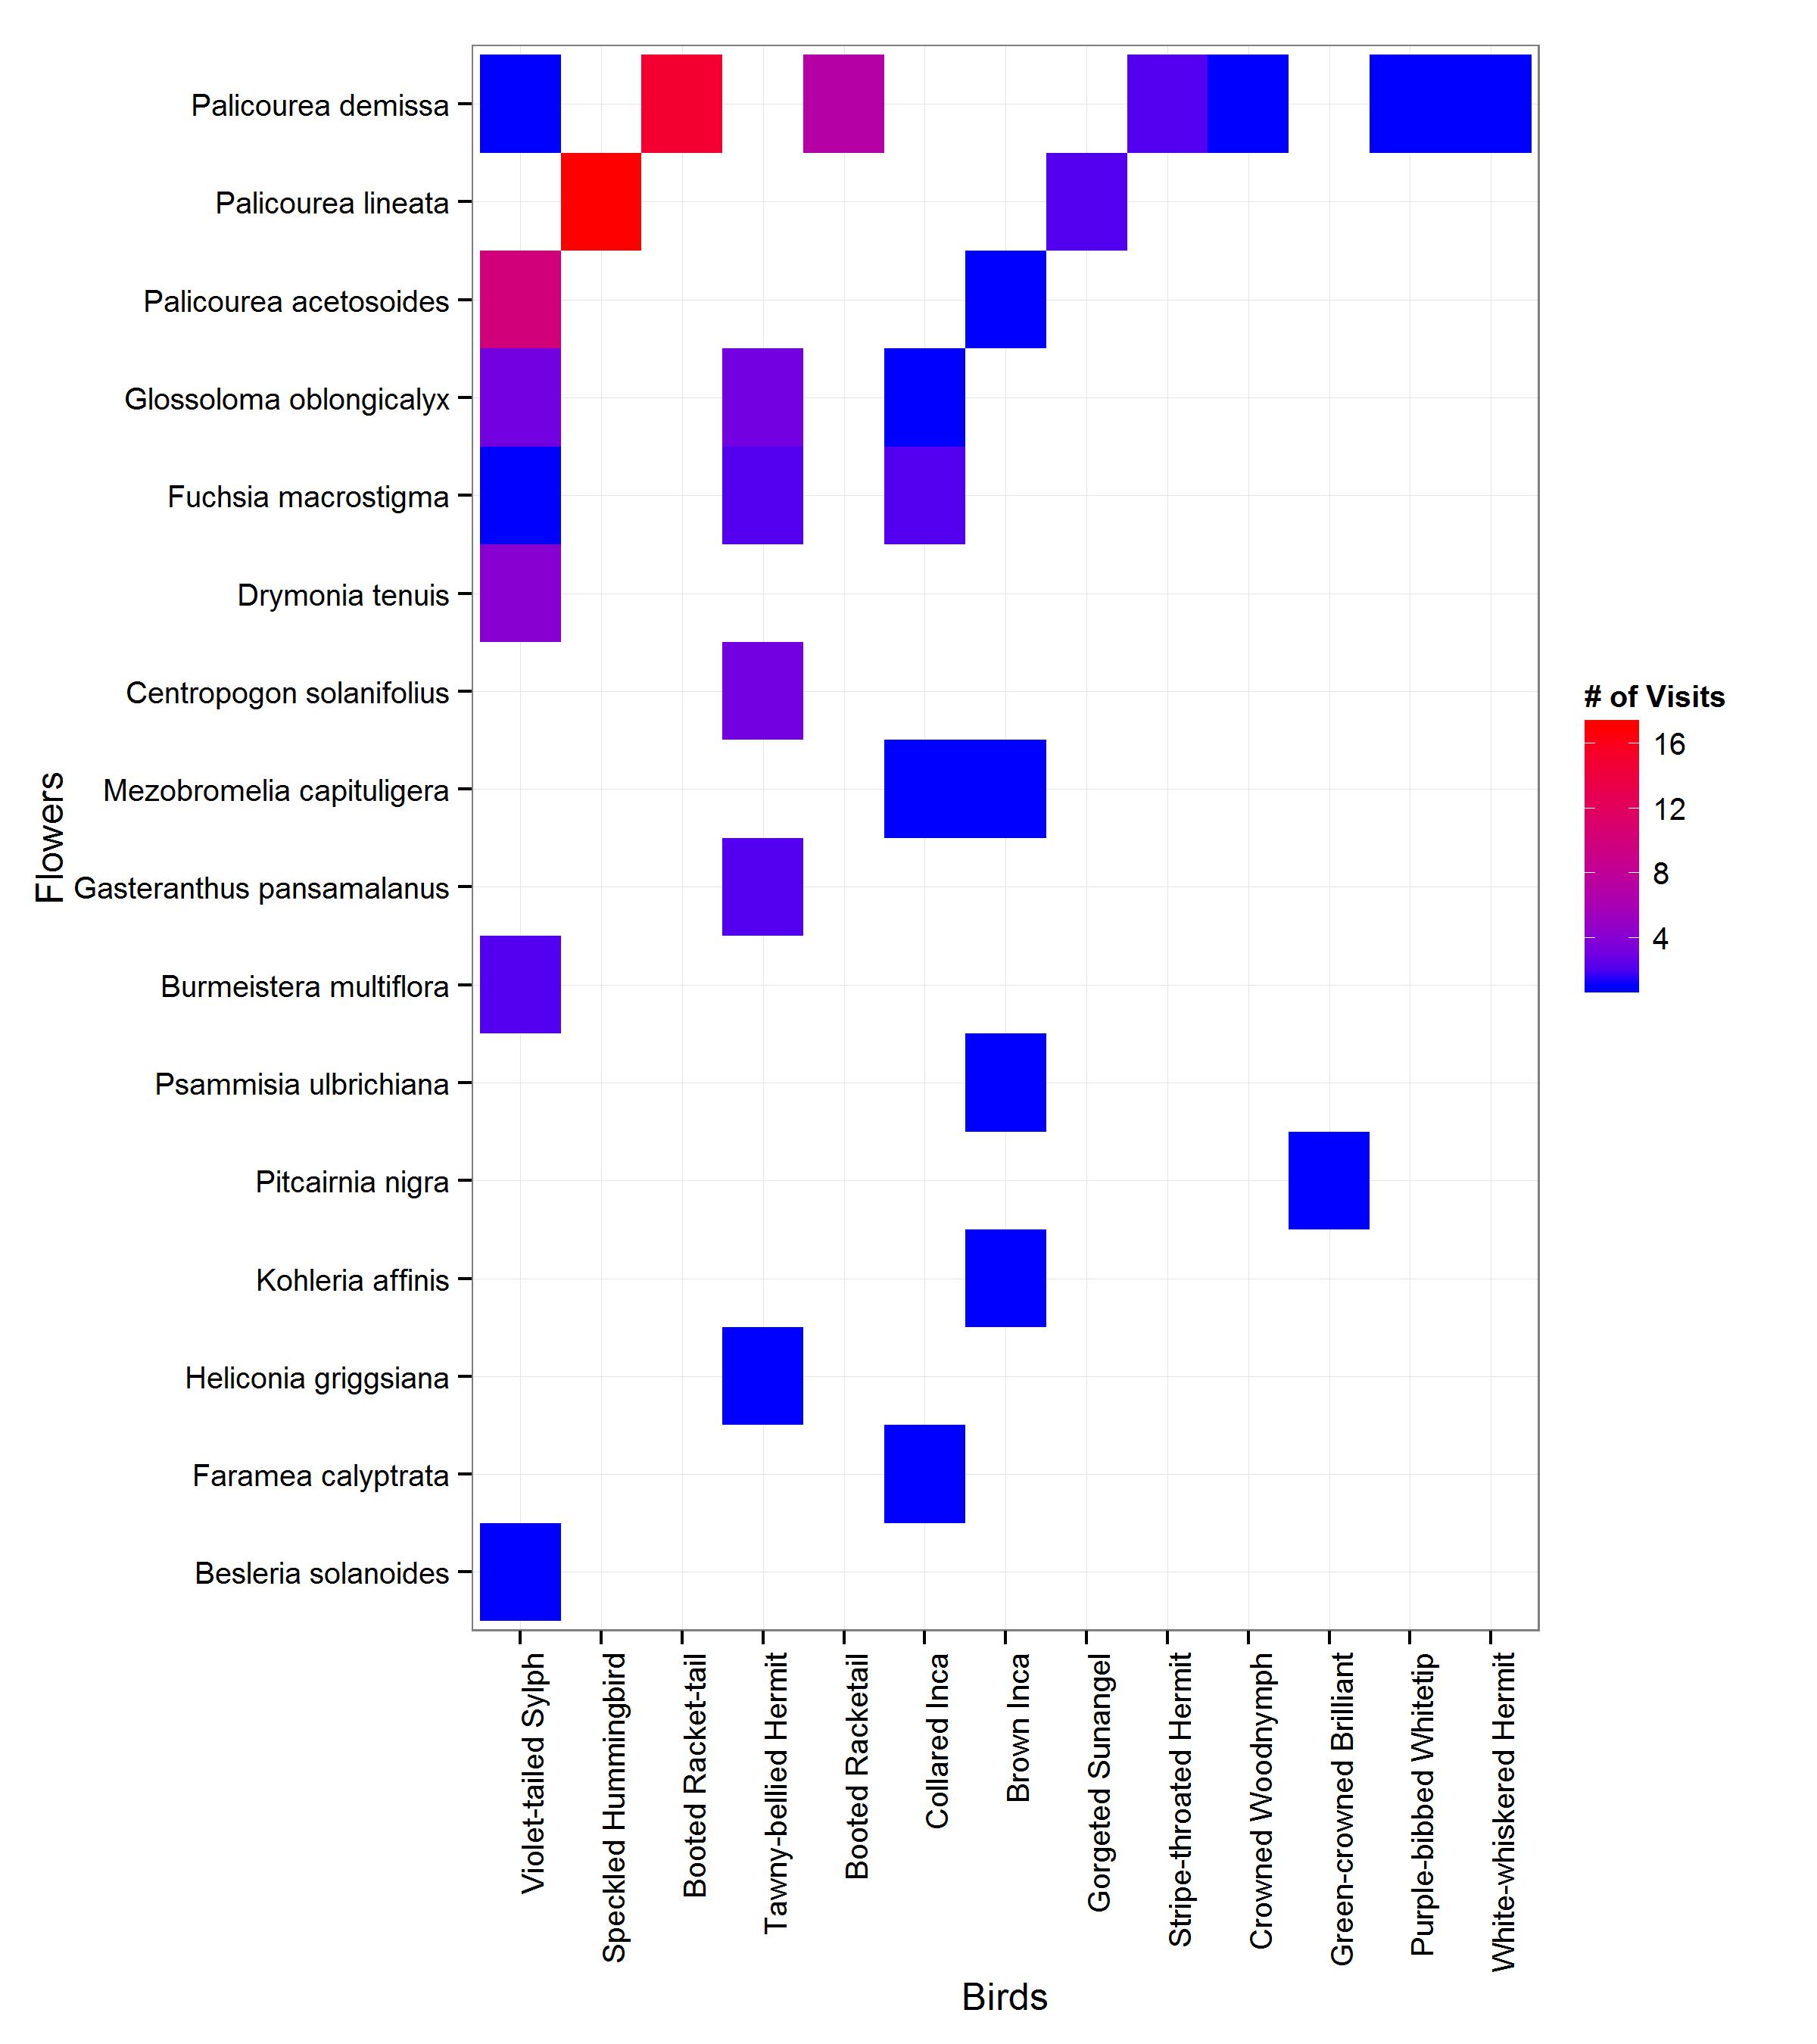 Palicourea demissa
Palicourea lineata
Palicourea acetosoides
Glossoloma oblongicalyx
Fuchsia macrostigma
Drymonia tenuis
Centropogon solanifolius
Mezobromelia capituligera
Gasteranthus pansamalanus
Burmeistera multiflora
Psammisia ulbrichiana
Pitcairnia nigra
Kohleria affinis
Heliconia griggsiana
Faramea calyptrata
Besleria solanoides
Flowers
Violet-tailed Sylph
Speckled Hummingbird
Booted Racket-tail
Tawny-bellied Hermit
Booted Racketail
Collared Inca
Brown Inca
Gorgeted Sunangel
Stripe-throated Hermit
Crowned Woodnymph
Green-crowned Brilliant
Purple-bibbed Whitetip
White-whiskered Hermit
Birds
# of Visits
16
12
8
4